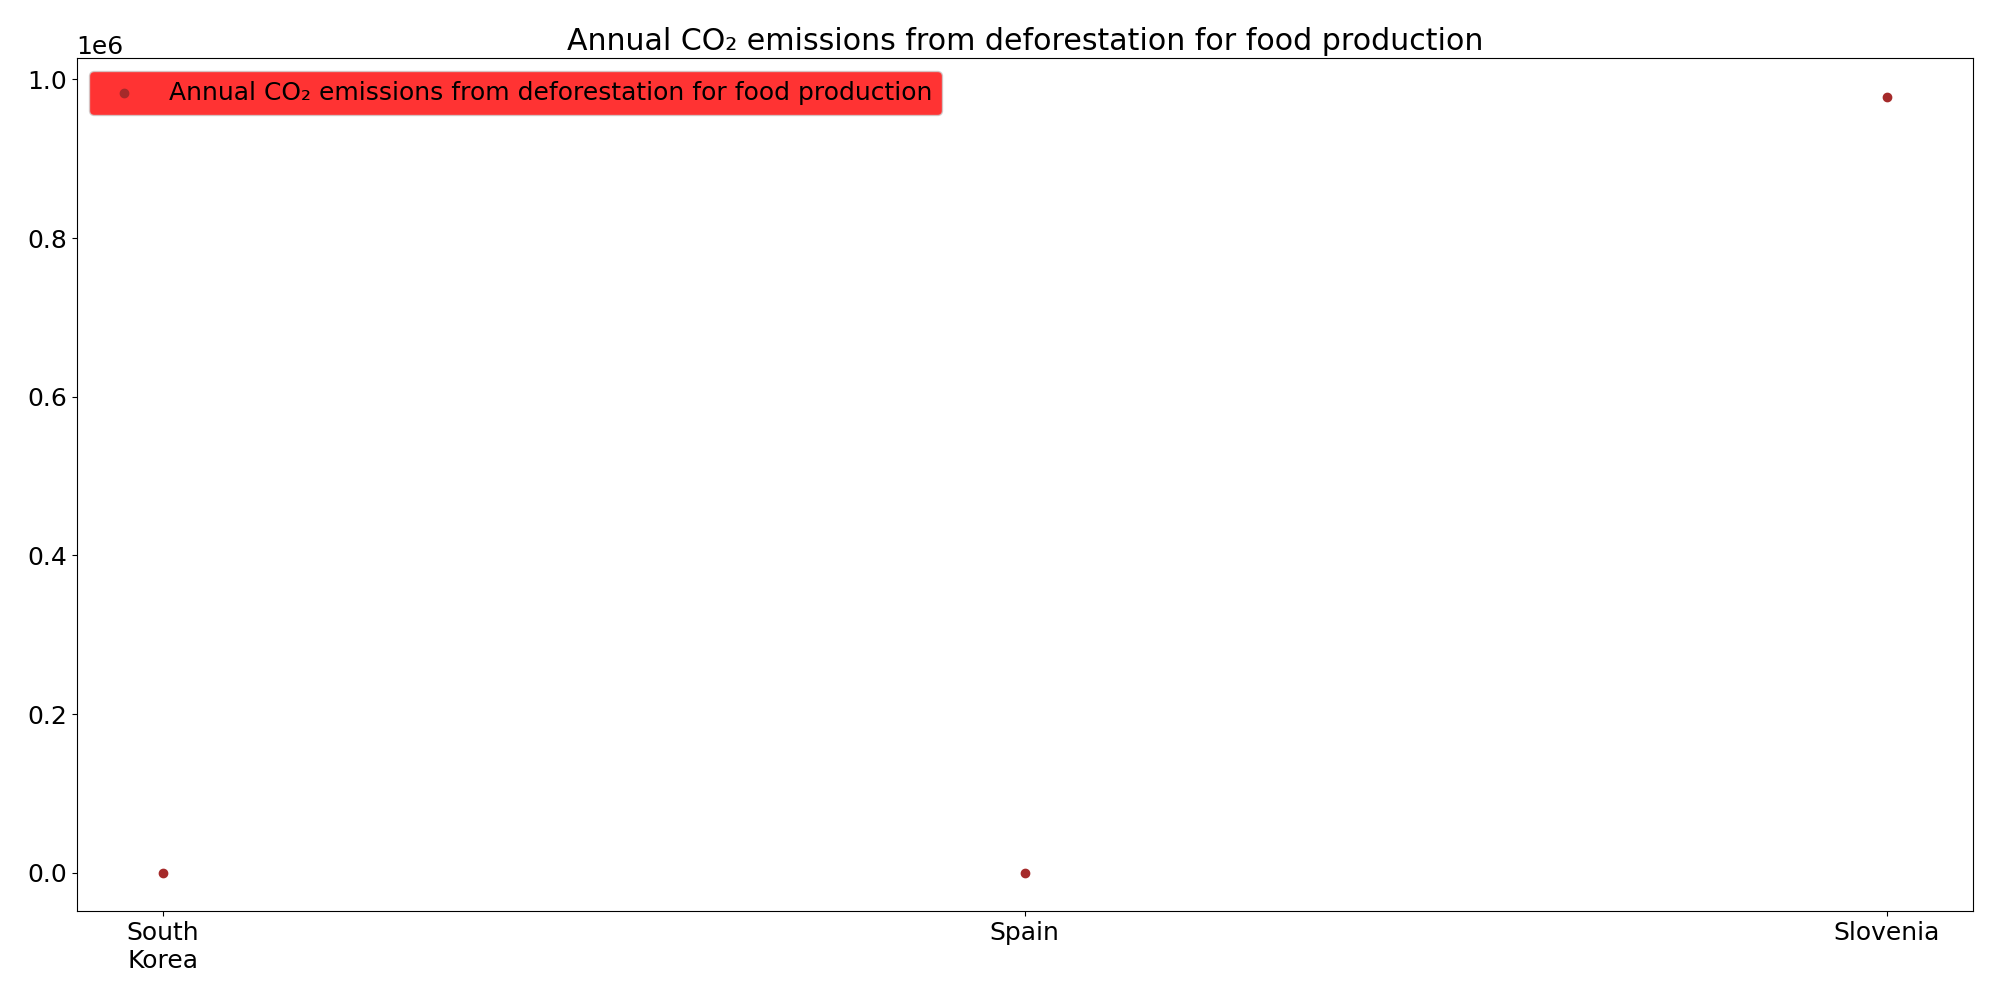 Annual CO₂ emissions from deforestation for food production
1e6
1.0
Annual CO₂ emissions from deforestation for food production
0.8
0.6
0.4
0.2
0.0
South
Korea
Spain
Slovenia